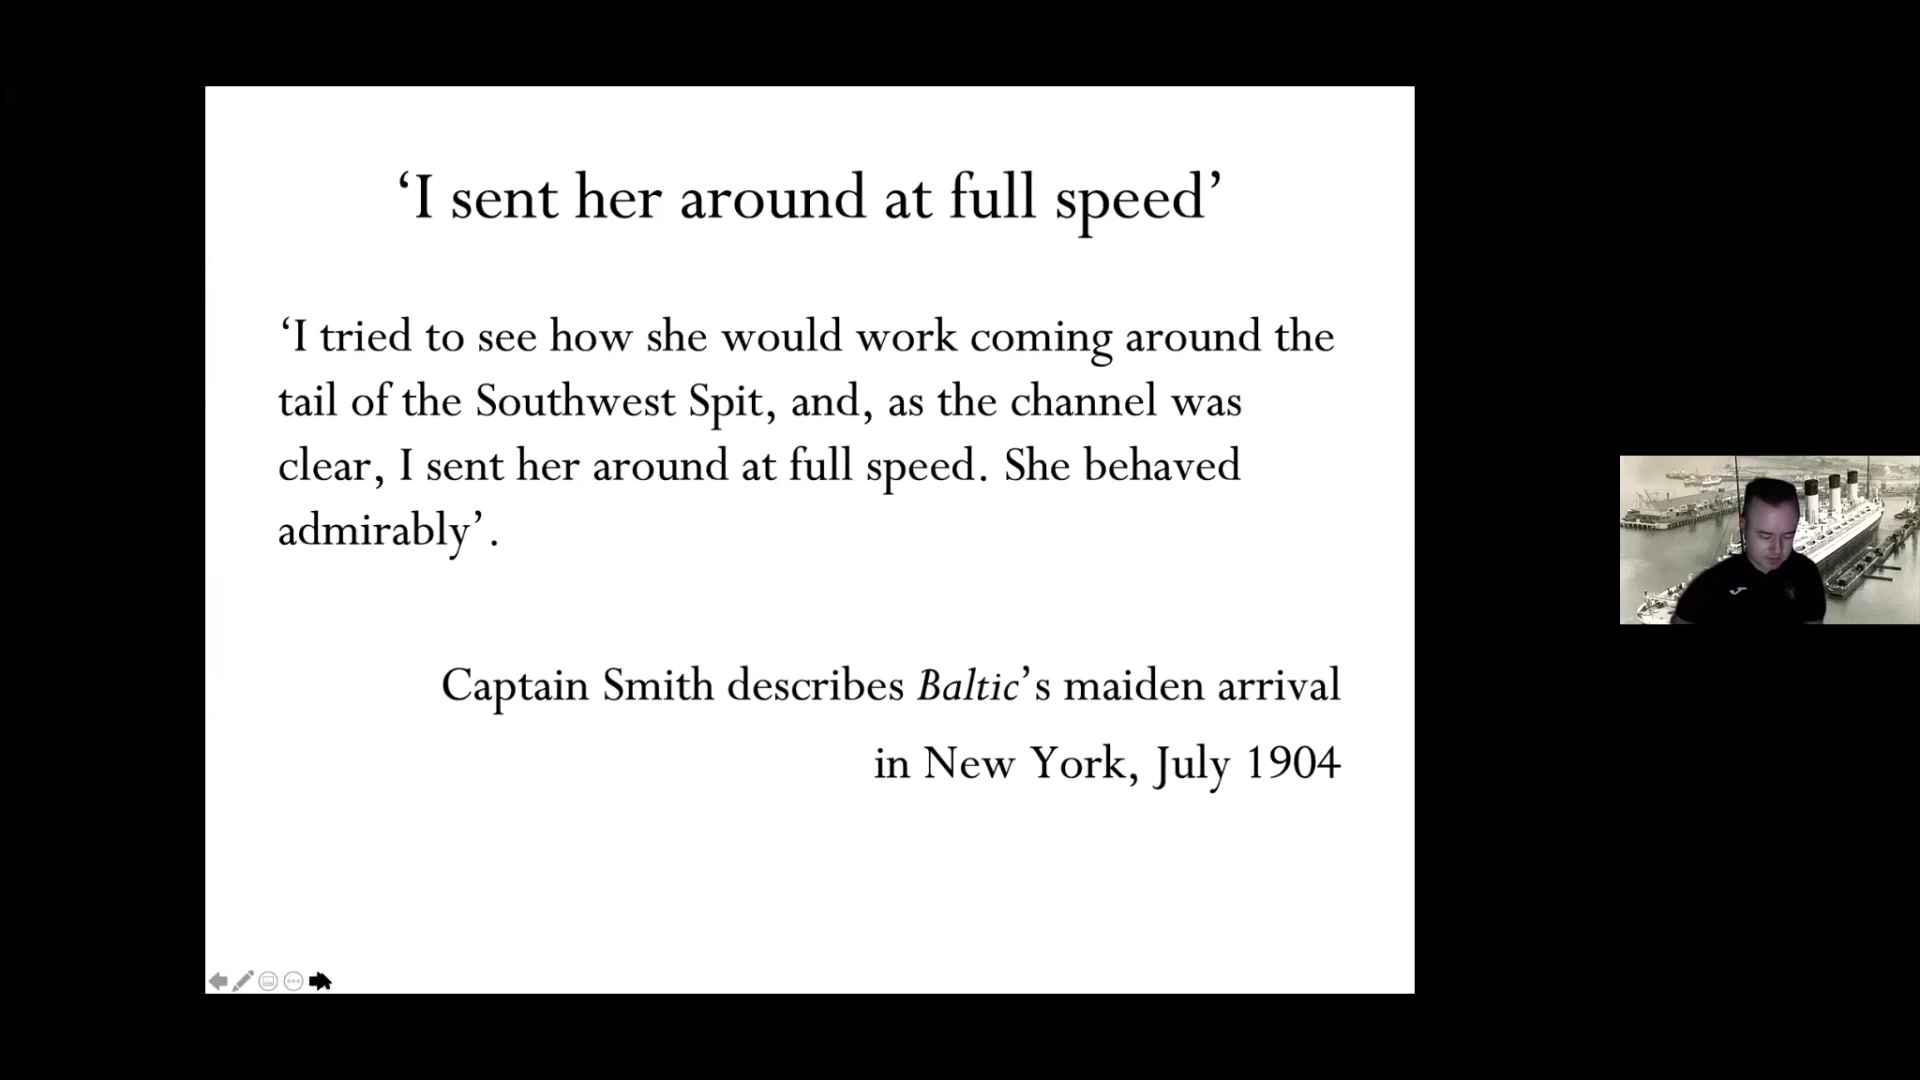 ‘I sent her around at full speed’
‘I tried to see how she would work coming around the
tail of the Southwest Spit, and, as the channel was
clear, I sent her around at full speed. She behaved
admirably’.
Captain Smith describes Baltic’s maiden arrival
in New York, July 1904